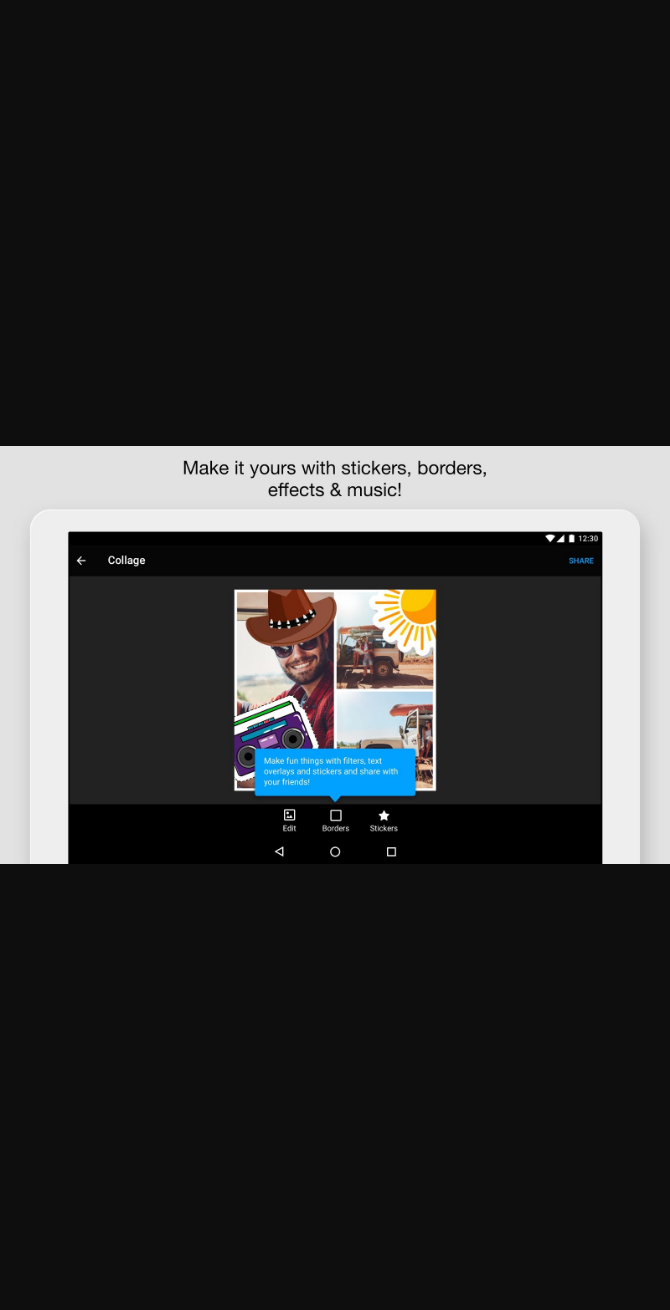 Make it yours with stickers, borders,
effects & music!
12:30
Collage
SHARE
Make fun things with filters, text
overlays and stickers and share with
your friends!
Edit
Borders
Stickers